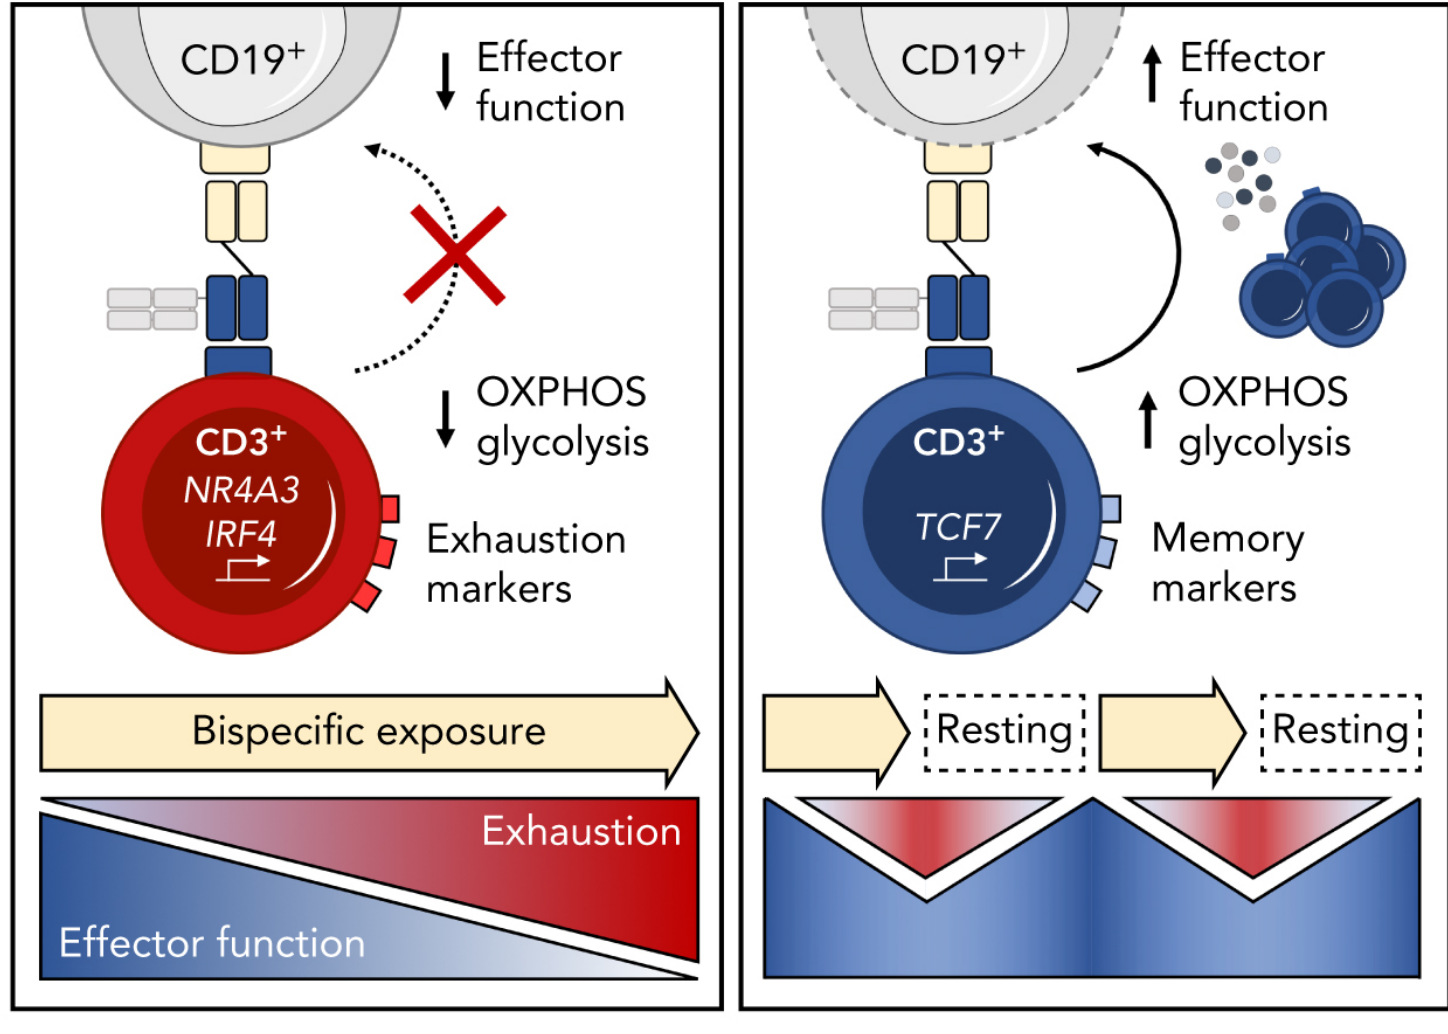 CD19+
Effector
function
OXPHOS
glycolysis
CD3+
NR4A3
IRF4
Exhaustion
markers
Bispecific exposure
Exhaustion
Effector function
CD19+
Effector
function
OXPHOS
glycolysis
CD3+
TCF7
Memory
markers
Resting
Resting